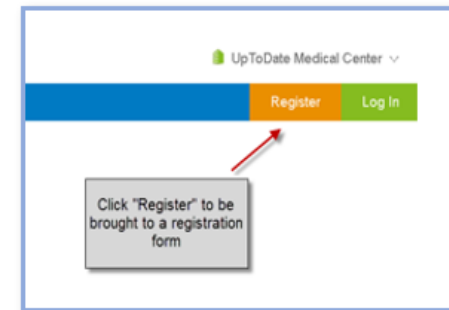 UpToDate Medical Center
Register Log In
Click "Register" to be
brought to a registration
form